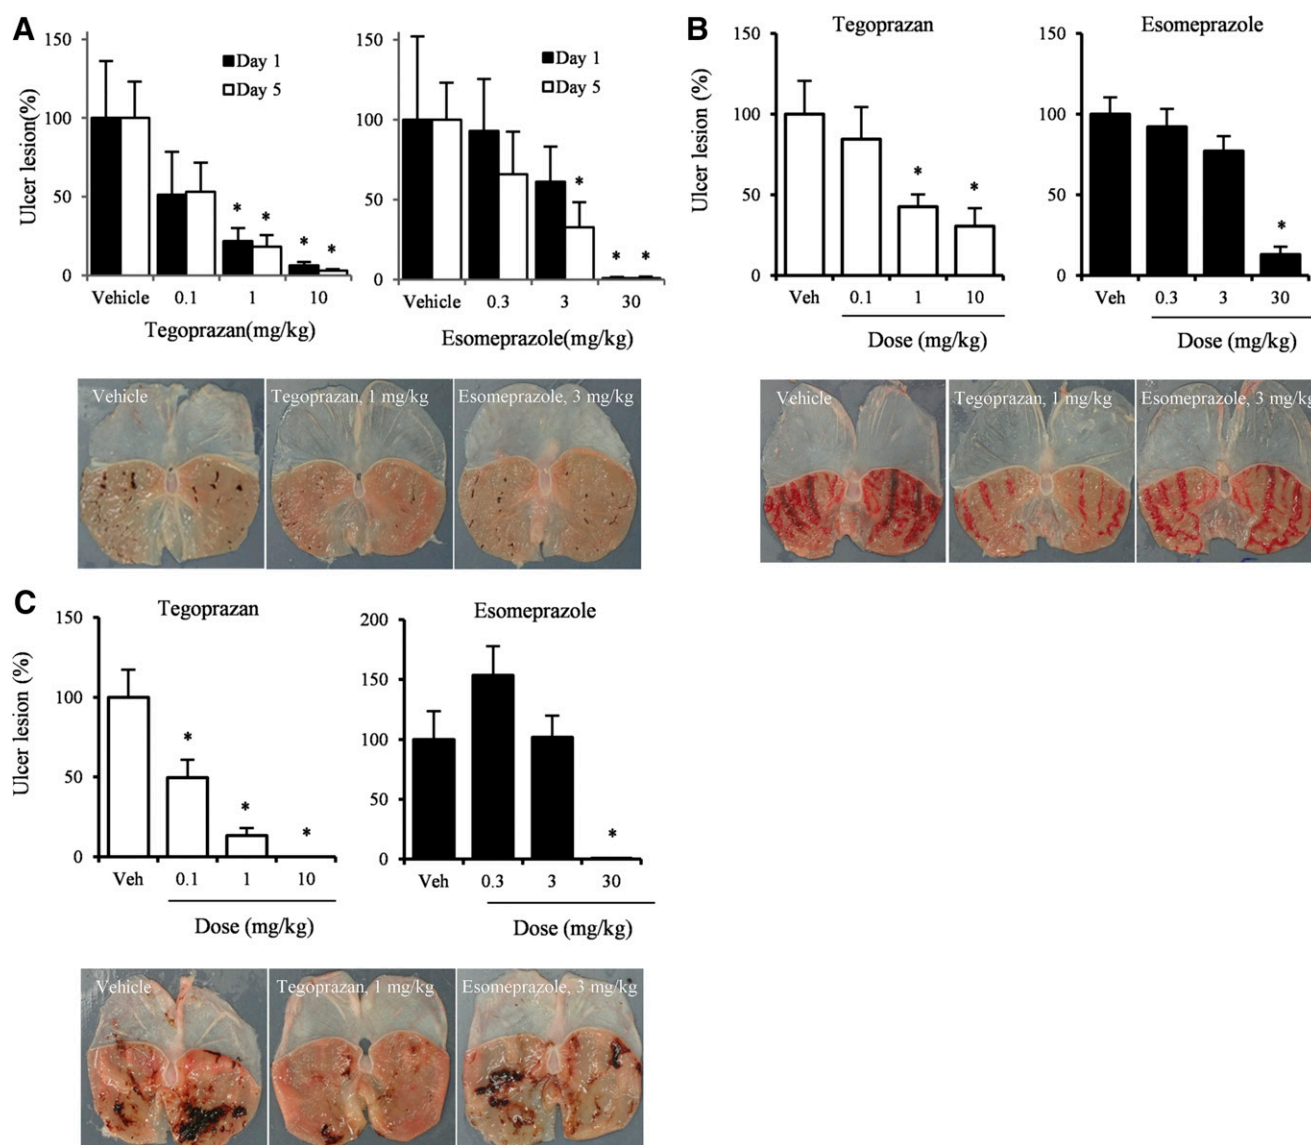 A
Ulcer lesion(%)
150
100
50
0
Day 1
Day 5
* * * *
Vehicle 0.1 1 10
Tegoprazan(mg/kg)
150
100
50
0
Day 1
Day 5
* * *
Vehicle 0.3 3 30
Esomeprazole(mg/kg)
Vehicle
Tegoprazan, 1 mg/kg
Esomeprazole, 3 mg/kg
B
Tegoprazan
Ulcer lesion (%)
150
100
50
0
* *
Veh 0.1 1 10
Dose (mg/kg)
Esomeprazole
150
100
50
0
*
Veh 0.3 3 30
Dose (mg/kg)
Vehicle
Tegoprazan, 1 mg/kg
Esomeprazole, 3 mg/kg
C
Tegoprazan
Ulcer lesion (%)
150
100
50
0
* * *
Veh 0.1 1 10
Dose (mg/kg)
Esomeprazole
200
150
100
50
0
*
Veh 0.3 3 30
Dose (mg/kg)
Vehicle
Tegoprazan, 1 mg/kg
Esomeprazole, 3 mg/kg